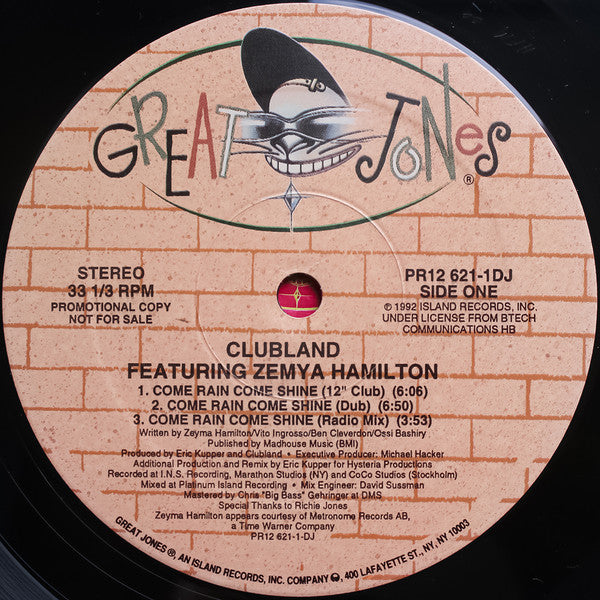 GREAT JONES ®
STEREO
33 1/3 RPM
PROMOTIONAL COPY
NOT FOR SALE
PR12 621-1DJ
SIDE ONE
℗ 1992 ISLAND RECORDS, INC.
UNDER LICENSE FROM BTECH
COMMUNICATIONS HB
CLUBLAND
FEATURING ZEMYA HAMILTON
1. COME RAIN COME SHINE (12" Club) (6:06)
2. COME RAIN COME SHINE (Dub) (6:50)
3. COME RAIN COME SHINE (Radio Mix) (3:53)
Written by Zeyma Hamilton/Vito Ingrosso/Ben Claverdon/Ossi Bashiry
Published by Madhouse Music (BMI)
Produced by Eric Kupper and Clubland • Executive Producer: Michael Hacker
Additional Production and Remix by Eric Kupper for Hysteria Productions
Recorded at I.N.S. Recording, Marathon Studios (NY) and CoCo Studios (Stockholm)
Mixed at Platinum Island Recording • Mix Engineer: David Sussman
Mastered by Chris "Big Bass" Gehringer at DMS
Special Thanks to Richie Jones
Zeyma Hamilton appears courtesy of Metronome Records AB,
a Time Warner Company
PR12 621-1-DJ
GREAT JONES®, AN ISLAND RECORDS, INC. COMPANY, 400 LAFAYETTE ST., NY, NY 10003